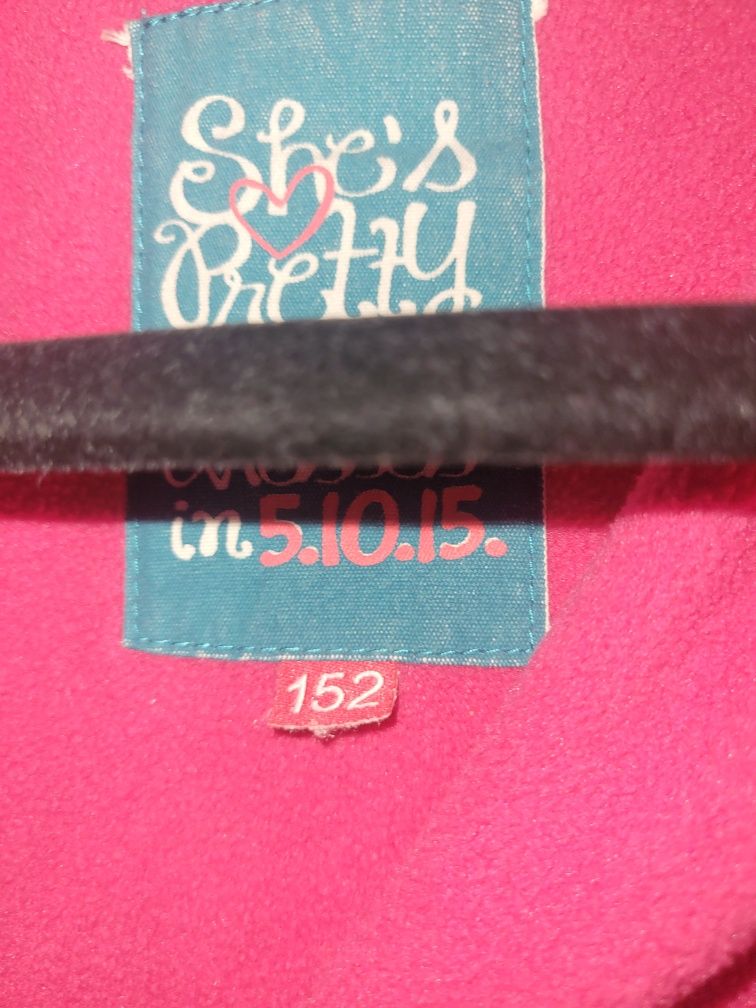 She's
Pretty
in 5.10.15.
152